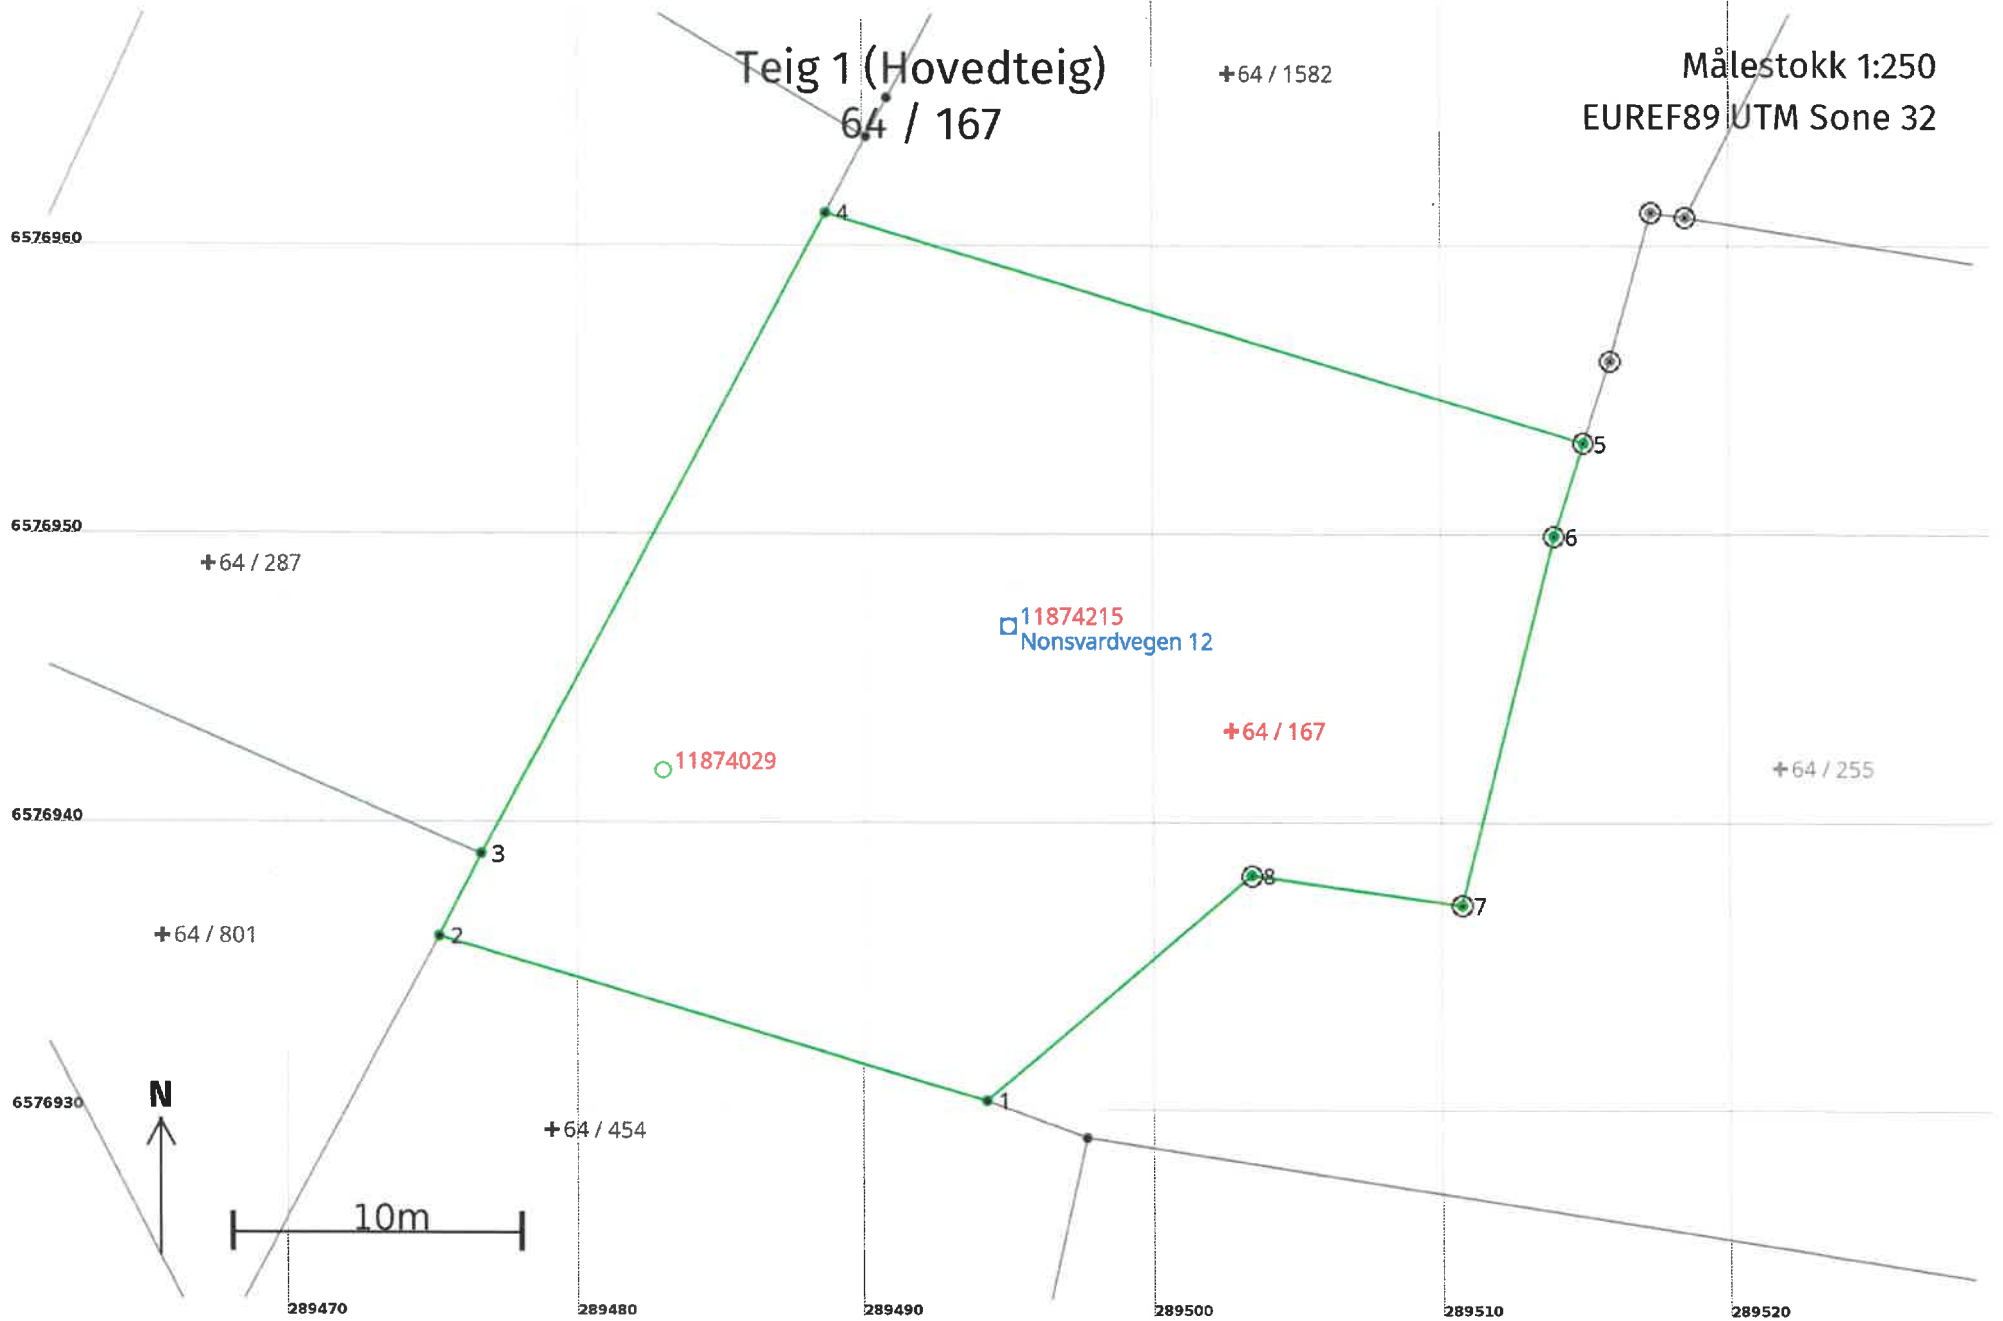 Teig 1 (Hovedteig)
64 / 167
+64 / 1582
Målestokk 1:250
EUREF89 UTM Sone 32
4
6576960
5
6576950
6
+64 / 287
11874215
Nonsvardvegen 12
+64 / 167
11874029
+64 / 255
6576940
3
8
7
+64 / 801
2
N
6576930
1
+64 / 454
10m
289470
289480
289490
289500
289510
289520